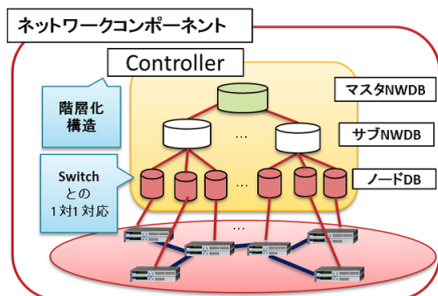 ネットワークコンポーネント
Controller
階層化
構造
マスタNWDB
…
サブNWDB
Switch
との
1対1対応
…
ノードDB
…